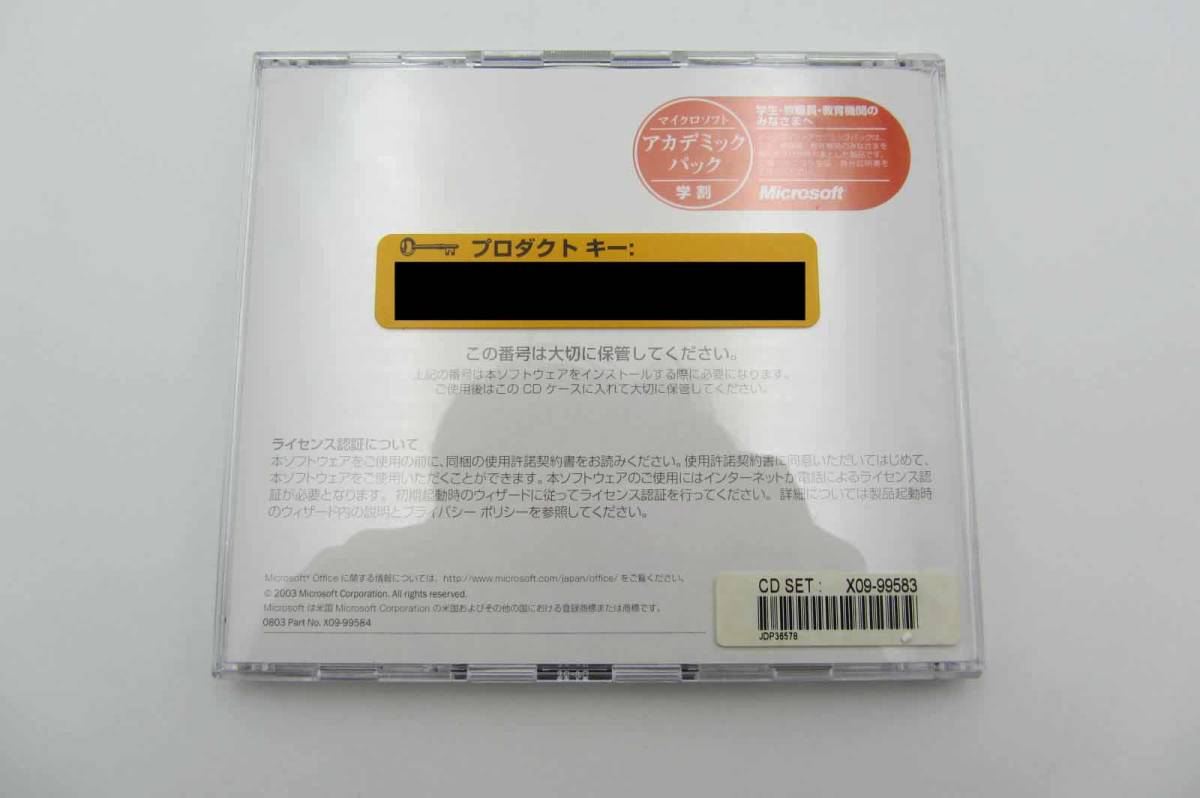 マイクロソフト
アカデミック
パック
学割
学生・教職員・教育機関の
みなさまへ
Microsoft
プロダクト キー:
この番号は大切に保管してください。
上記の番号は本ソフトウェアをインストールする際に必要になります。
ご使用後はこの CD ケースに入れて大切に保管してください。
ライセンス認証について
本ソフトウェアをご使用の前に、同梱の使用許諾契約書をお読みください。使用許諾契約書に同意いただいてはじめて、
本ソフトウェアをご使用いただくことができます。本ソフトウェアのご使用にはインターネットか電話によるライセンス認
証が必要となります。初期起動時のウィザードに従ってライセンス認証を行ってください。詳細については製品起動時
のウィザード内の説明とプライバシー ポリシーを参照してください。
Microsoft® Office に関する情報については、http://www.microsoft.com/japan/office/ をご覧ください。
© 2003 Microsoft Corporation. All rights reserved.
Microsoft は米国 Microsoft Corporation の米国およびその他の国における登録商標または商標です。
0803 Part No. X09-99584
CD SET : X09-99583
JDP36578